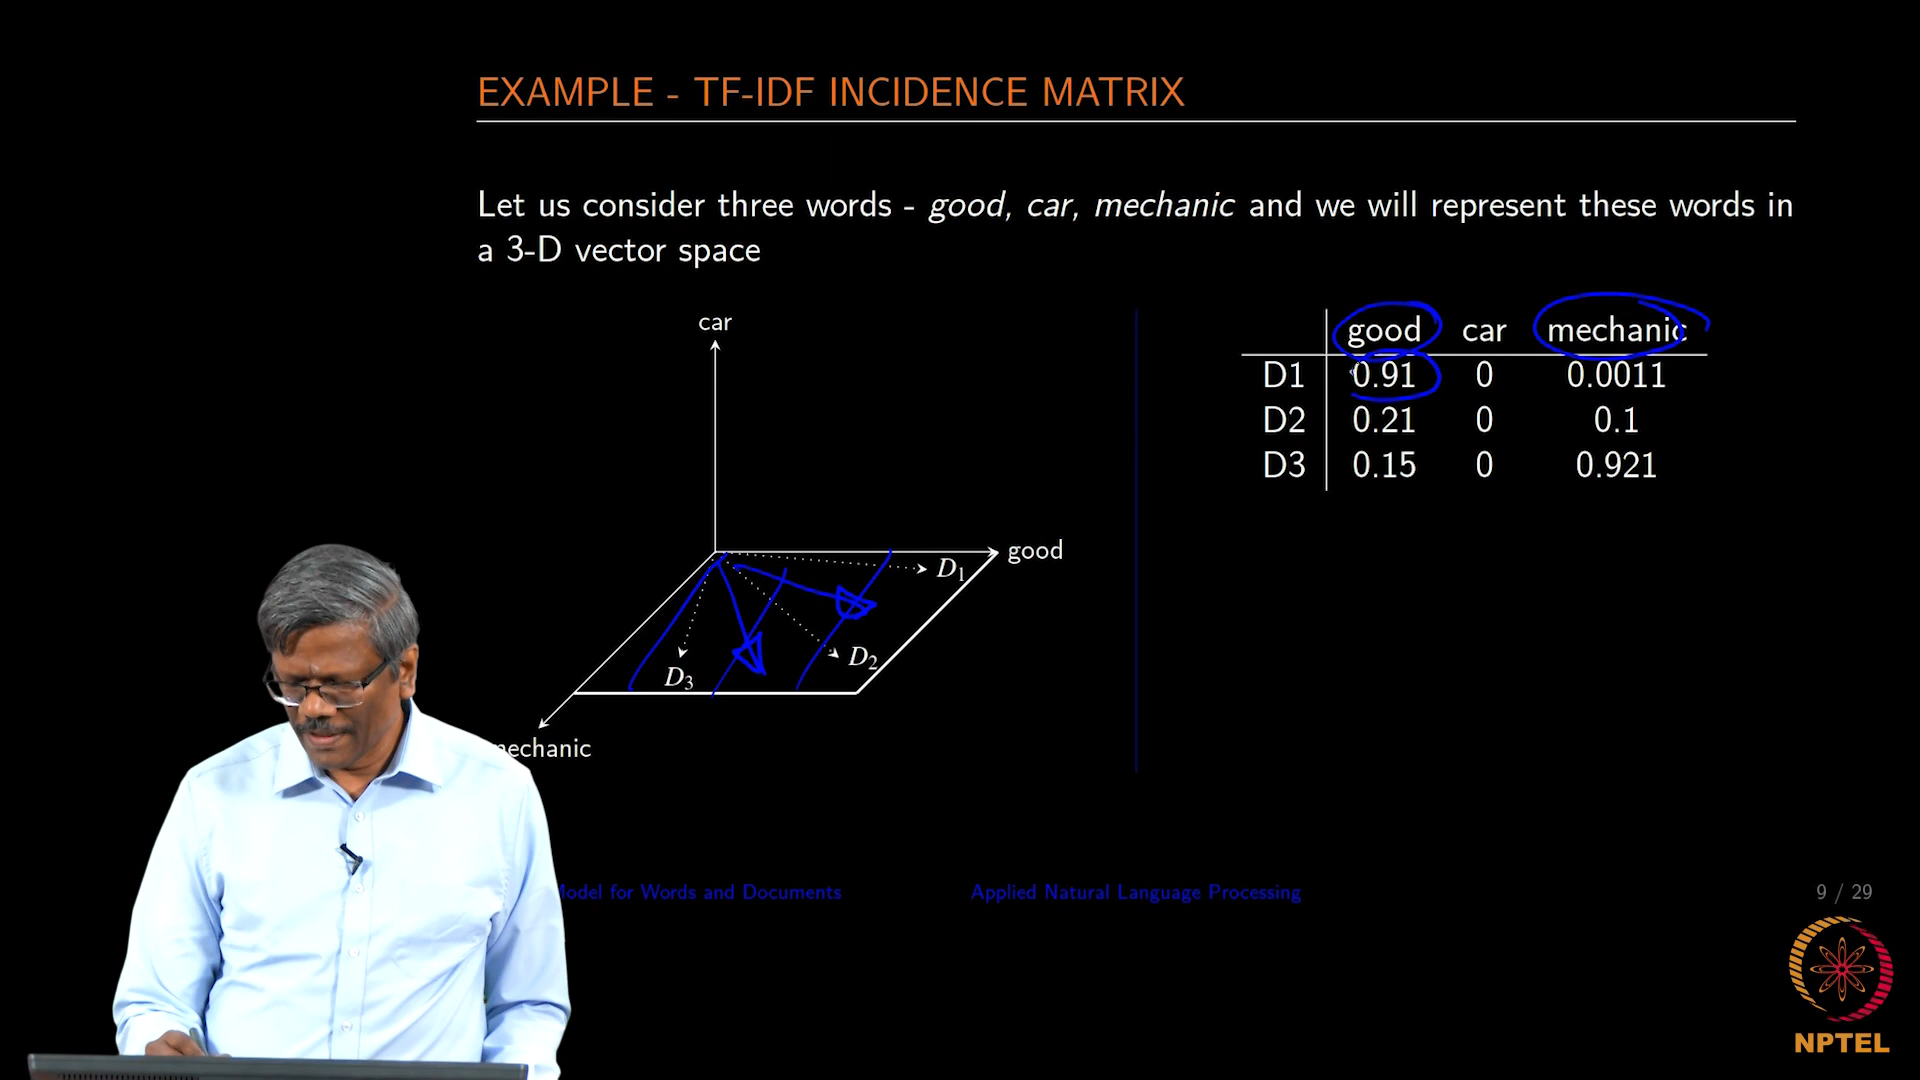 EXAMPLE - TF-IDF INCIDENCE MATRIX
Let us consider three words - good, car, mechanic and we will represent these words in
a 3-D vector space
car
good
D1
D2
D3
mechanic
good car mechanic
D1 0.91 0 0.0011
D2 0.21 0 0.1
D3 0.15 0 0.921
Model for Words and Documents
Applied Natural Language Processing
9 / 29
NPTEL